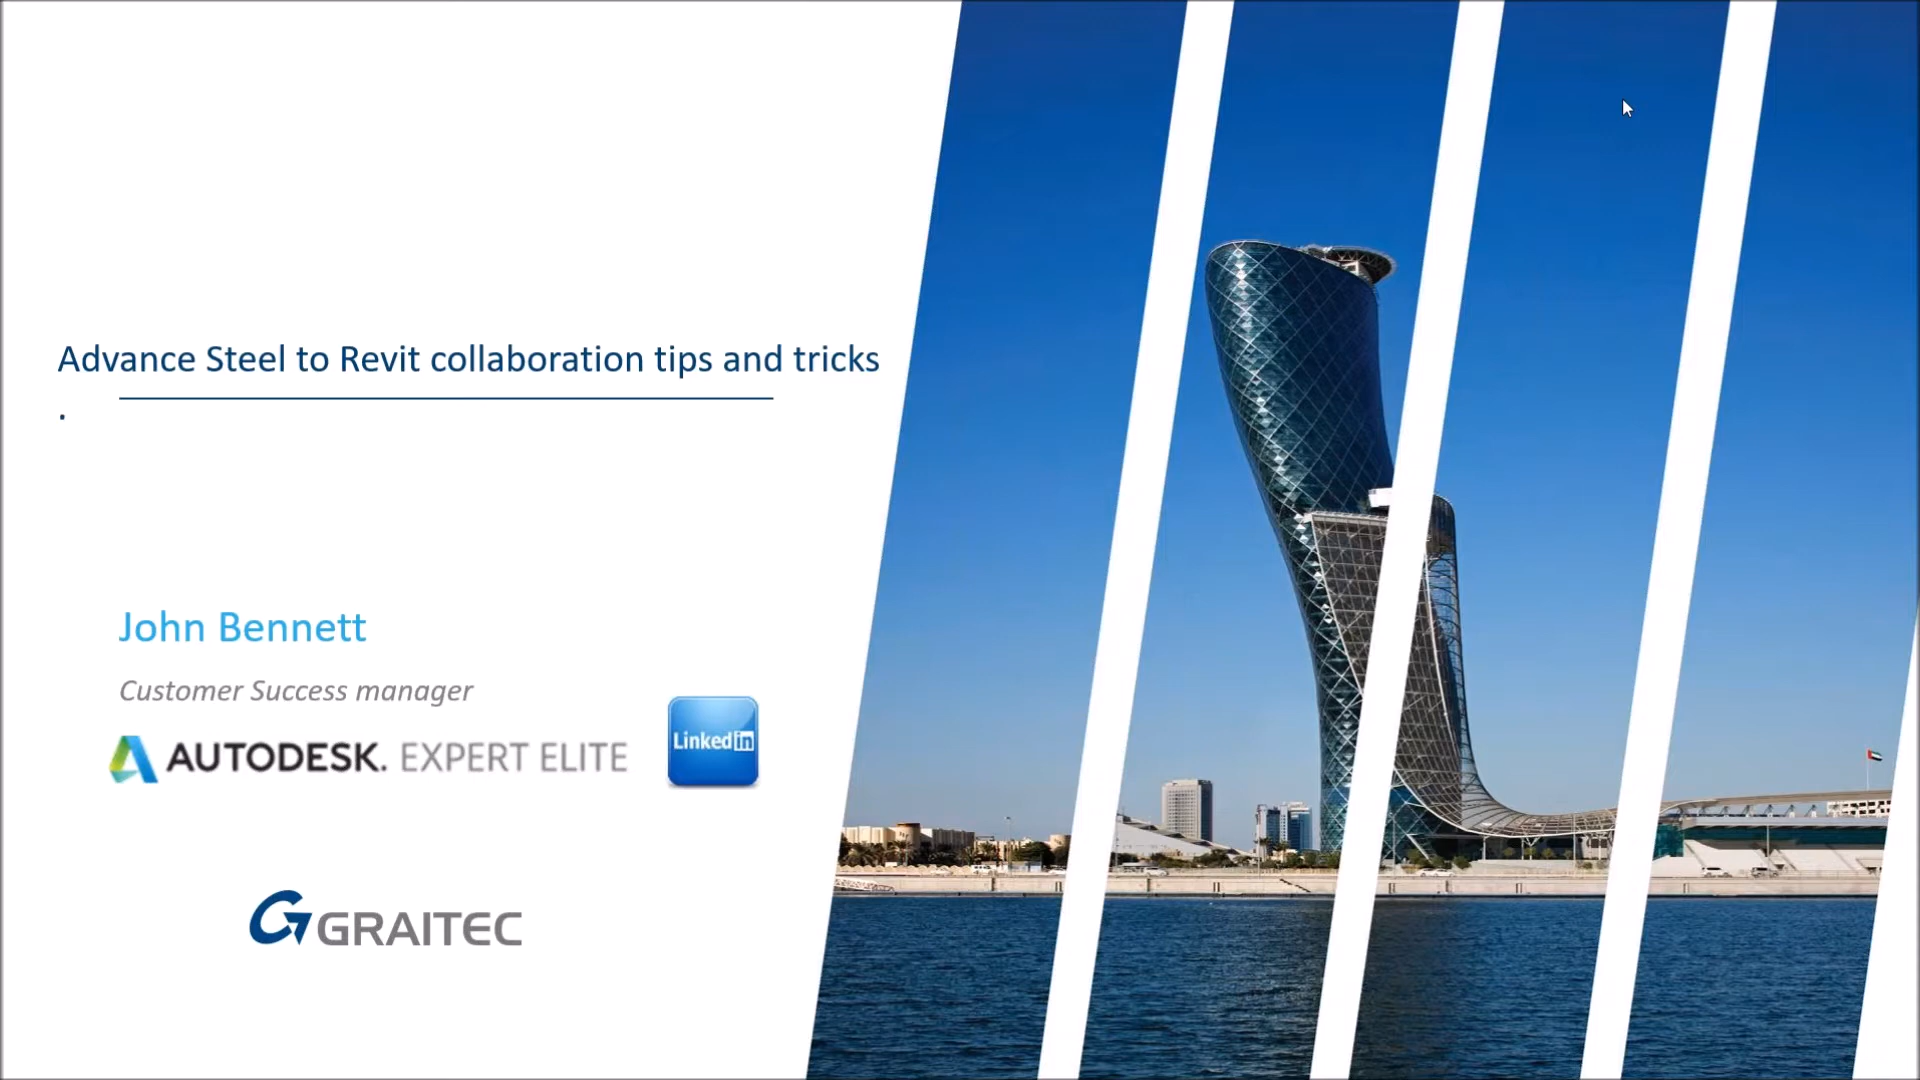 Advance Steel to Revit collaboration tips and tricks
.
John Bennett
Customer Success manager
AUTODESK. EXPERT ELITE
Linkedin
GRAITEC